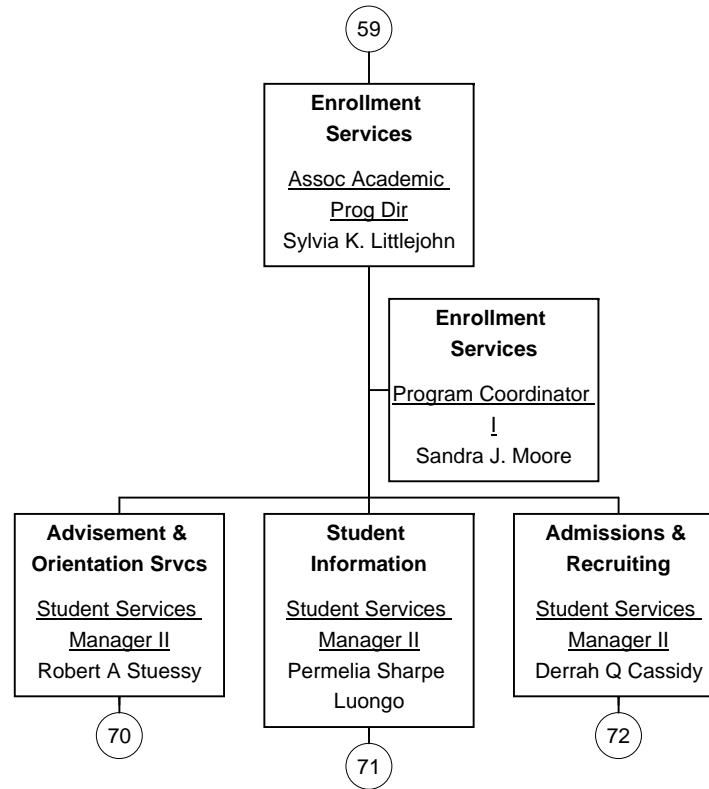 59
Enrollment
Services
Assoc Academic
Prog Dir
Sylvia K. Littlejohn
Enrollment
Services
Program Coordinator
I
Sandra J. Moore
Advisement &
Orientation Srvcs
Student Services
Manager II
Robert A Stuessy
70
Student
Information
Student Services
Manager II
Permelia Sharpe
Luongo
71
Admissions &
Recruiting
Student Services
Manager II
Derrah Q Cassidy
72